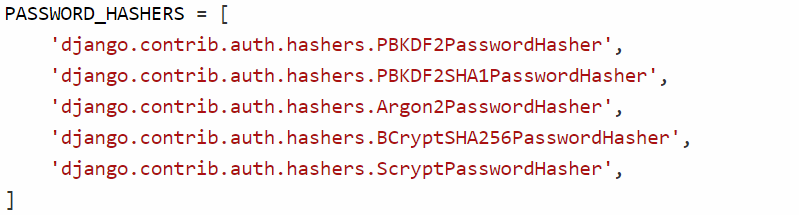 PASSWORD_HASHERS = [
    'django.contrib.auth.hashers.PBKDF2PasswordHasher',
    'django.contrib.auth.hashers.PBKDF2SHA1PasswordHasher',
    'django.contrib.auth.hashers.Argon2PasswordHasher',
    'django.contrib.auth.hashers.BCryptSHA256PasswordHasher',
    'django.contrib.auth.hashers.ScryptPasswordHasher',
]